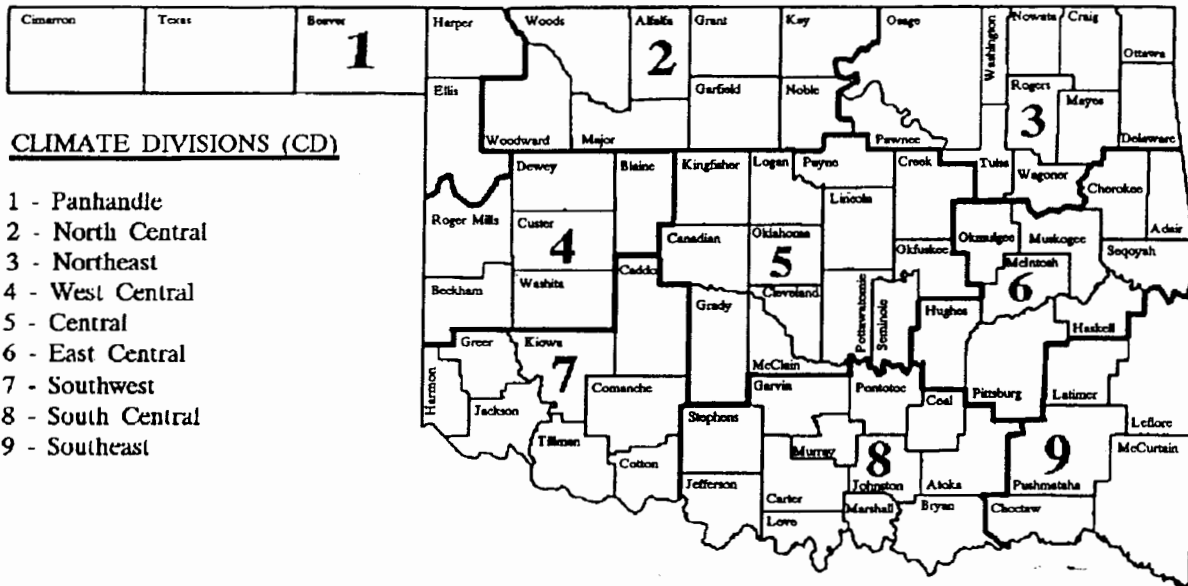 Cimarron Texas Beaver Harper Woods Alfalfa Grant Kay Osage Washington Nowata Craig Ottawa
1 2 3
Ellis Woodward Major Garfield Noble Pawnee Rogers Mayes Delaware
CLIMATE DIVISIONS (CD)
1 - Panhandle
2 - North Central
3 - Northeast
4 - West Central
5 - Central
6 - East Central
7 - Southwest
8 - South Central
9 - Southeast
Dewey Blaine Kingfisher Logan Payne Creek Tulsa Wagoner Cherokee Adair
Roger Mills Custer Canadian Oklahoma Lincoln Okfuskee Okmulgee Muskogee Seqoyah
4 5 6
Beckham Washita Caddo Grady Cleveland Pottawatomie Seminole Hughes McIntosh Haskell
Greer Kiowa McClain
7
Harmon Jackson Comanche Garvin Pontotoc Coal Pittsburg Latimer Leflore
Tillman Cotton Stephens Murray McCurtain
8 9
Jefferson Carter Johnston Atoka Pushmataha
Love Marshall Bryan Choctaw